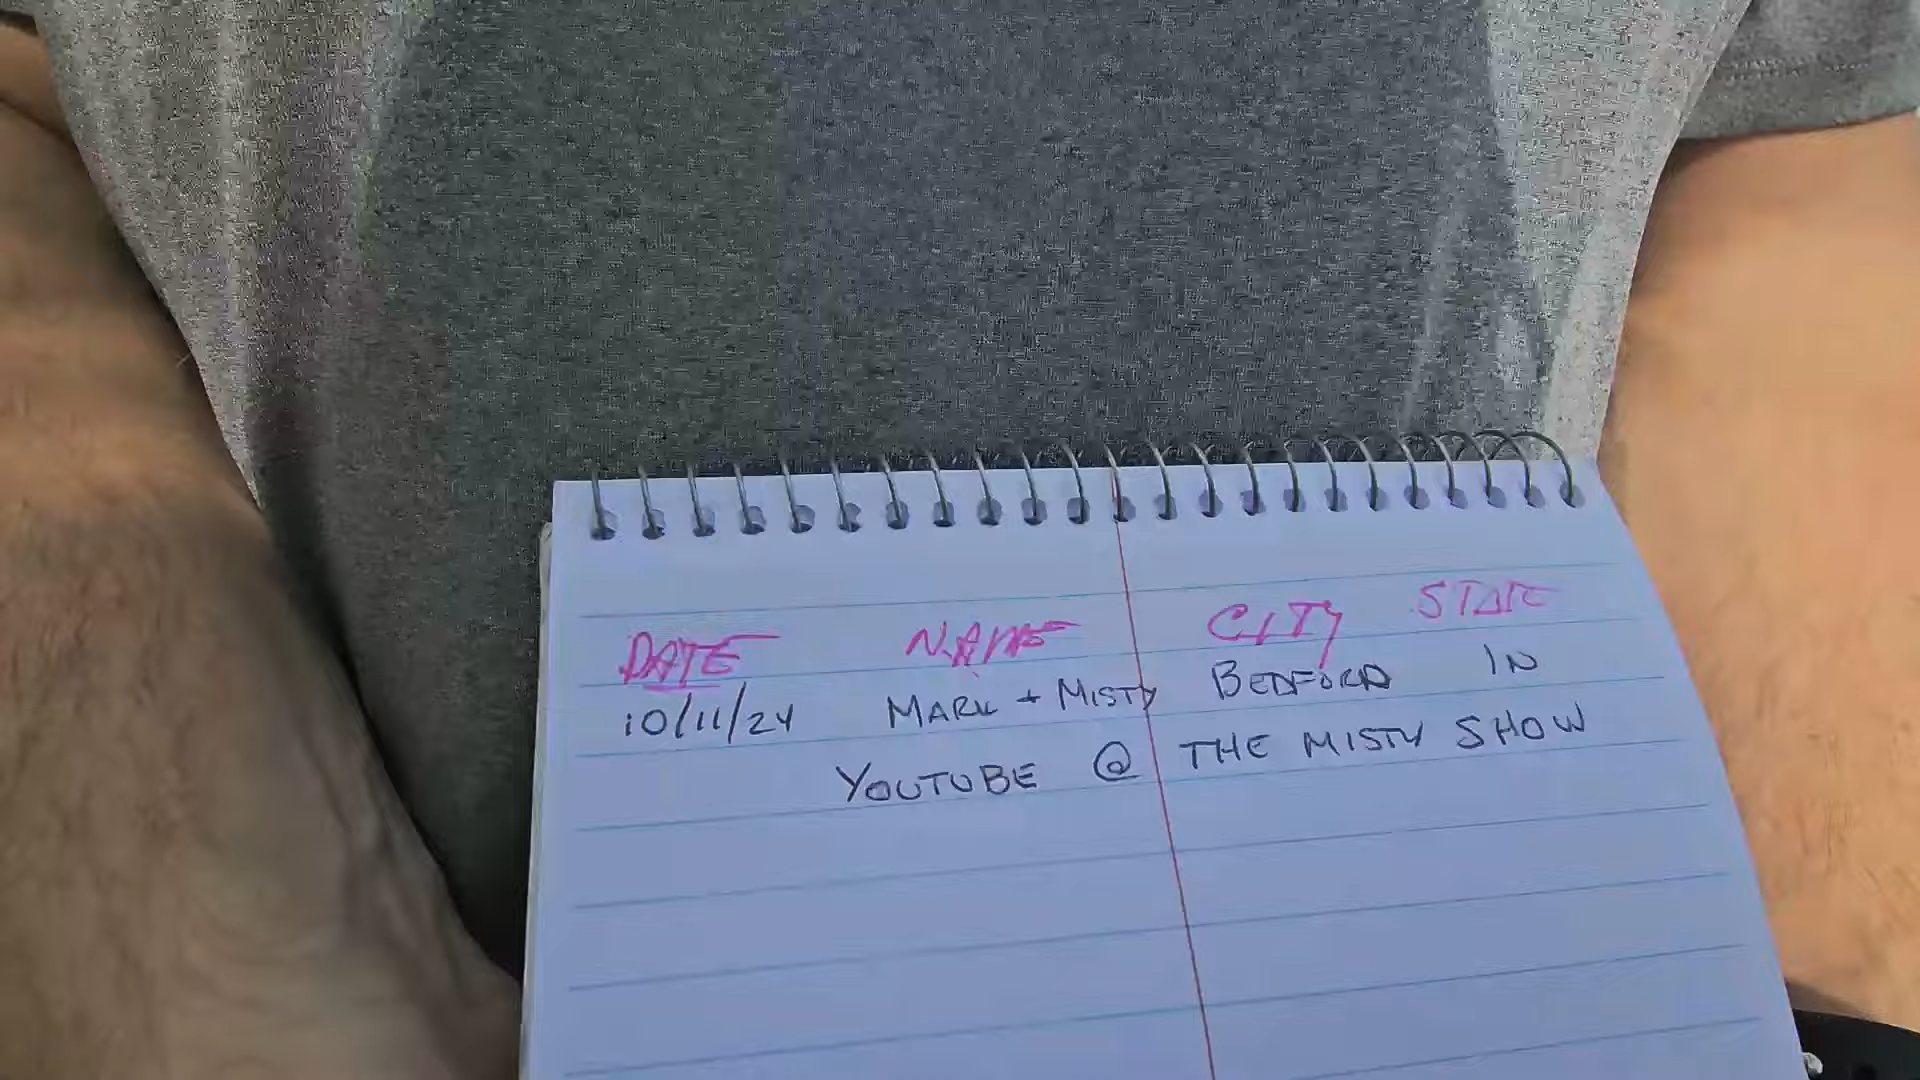 DATE NAME CITY STATE
10/11/24 MARK + MISTY BEDFORD IN
YOUTUBE @ THE MISTY SHOW